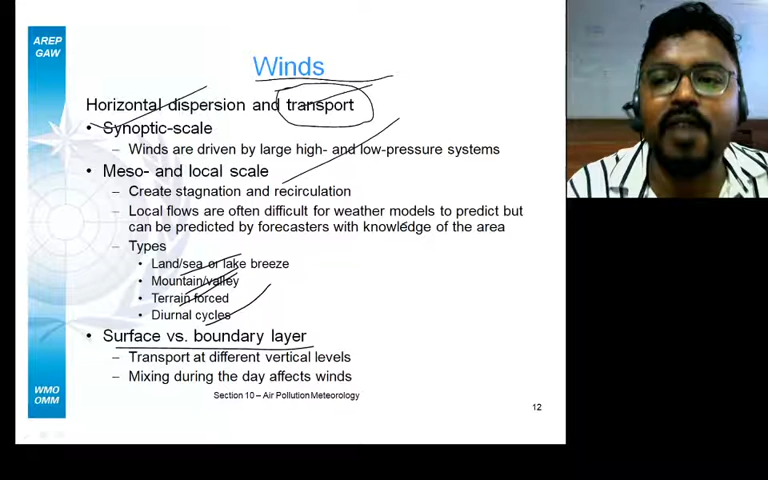 AREP
GAW
Winds
Horizontal dispersion and transport
• Synoptic-scale
– Winds are driven by large high- and low-pressure systems
• Meso- and local scale
– Create stagnation and recirculation
– Local flows are often difficult for weather models to predict but
can be predicted by forecasters with knowledge of the area
– Types
• Land/sea or lake breeze
• Mountain/valley
• Terrain forced
• Diurnal cycles
• Surface vs. boundary layer
– Transport at different vertical levels
– Mixing during the day affects winds
WMO
OMM
Section 10 – Air Pollution Meteorology
12